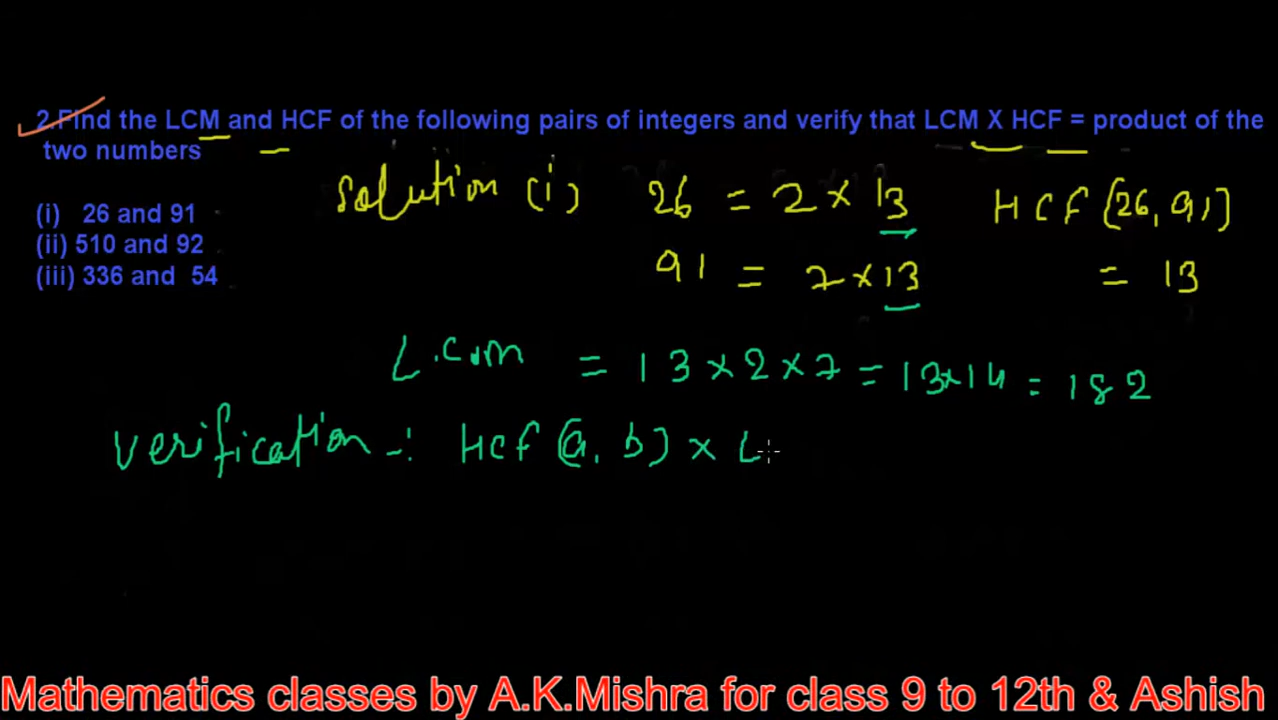 2.Find the LCM and HCF of the following pairs of integers and verify that LCM X HCF = product of the
two numbers
(i) 26 and 91
(ii) 510 and 92
(iii) 336 and 54
Solution (i) 26 = 2 × 13 HCF (26, 91)
91 = 7 × 13 = 13
L.C.M = 13 × 2 × 7 = 13 × 14 = 182
Verification -: HCF (a, b) × L
Mathematics classes by A.K.Mishra for class 9 to 12th & Ashish